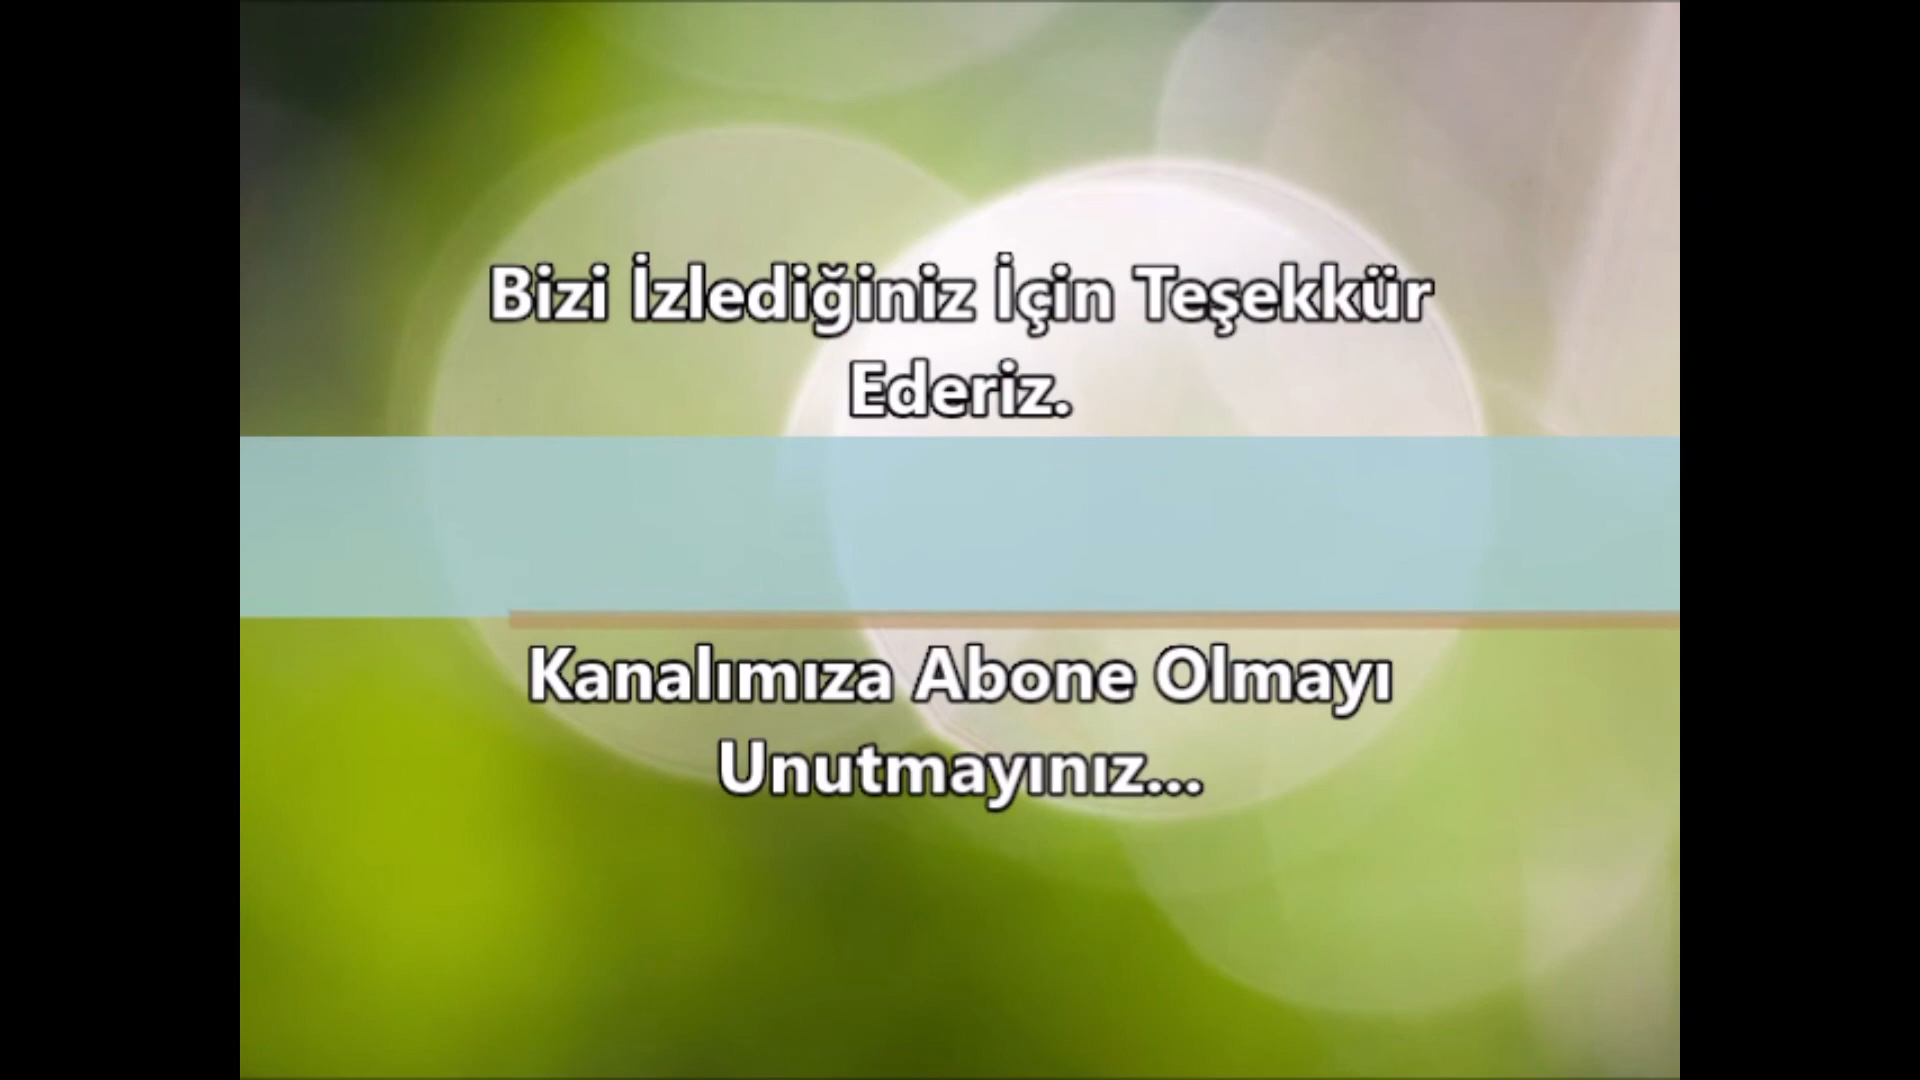 Bizi İzlediğiniz İçin Teşekkür
Ederiz.
Kanalımıza Abone Olmayı
Unutmayınız...